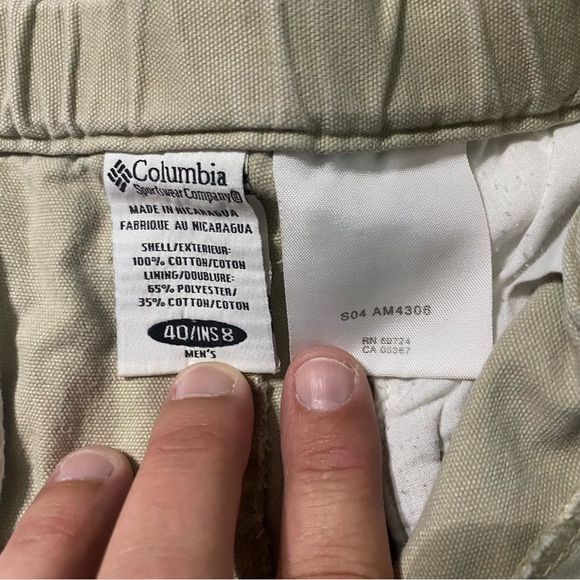 Columbia
Sportswear Company®
MADE IN NICARAGUA
FABRIQUE AU NICARAGUA
SHELL/EXTERIEUR:
100% COTTON/COTON
LINING/DOUBLURE:
65% POLYESTER/
35% COTTON/COTON
40/INS 8
MEN'S
S04 AM4306
RN 69724
CA 05367